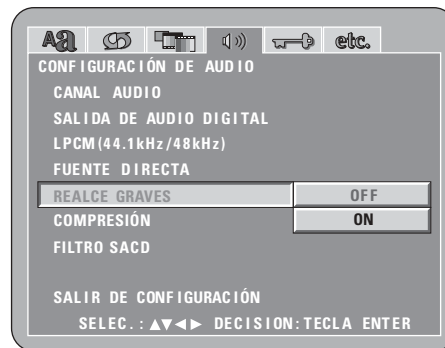 Aa etc.
CONFIGURACIÓN DE AUDIO
CANAL AUDIO
SALIDA DE AUDIO DIGITAL
LPCM(44.1kHz/48kHz)
FUENTE DIRECTA
REALCE GRAVES OFF
COMPRESIÓN ON
FILTRO SACD
SALIR DE CONFIGURACIÓN
SELEC.:▲▼◀▶ DECISION:TECLA ENTER